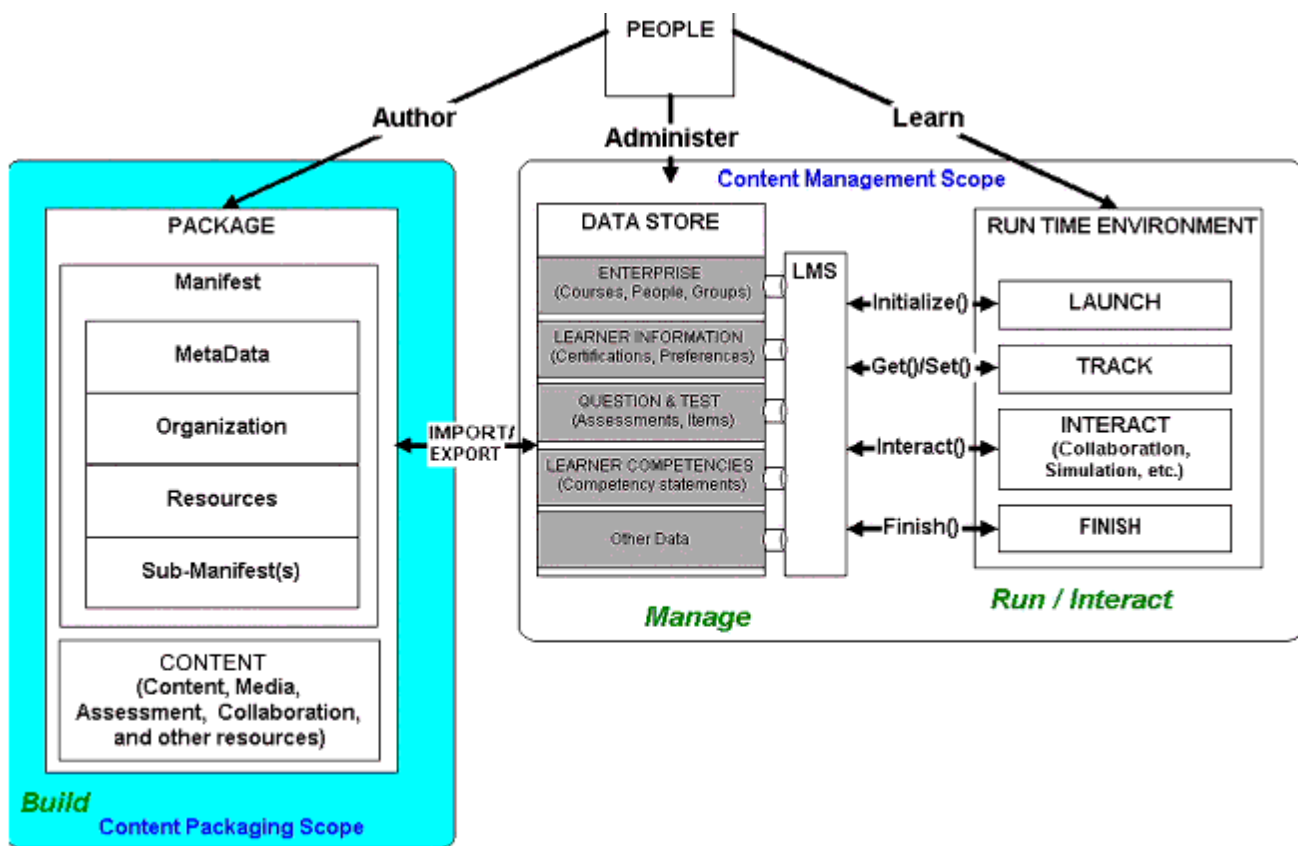 PEOPLE
Author
Administer
Learn
PACKAGE
Manifest
MetaData
Organization
Resources
Sub-Manifest(s)
CONTENT
(Content, Media,
Assessment, Collaboration,
and other resources)
Build
Content Packaging Scope
IMPORT/
EXPORT
Content Management Scope
DATA STORE
ENTERPRISE
(Courses, People, Groups)
LEARNER INFORMATION
(Certifications, Preferences)
QUESTION & TEST
(Assessments, Items)
LEARNER COMPETENCIES
(Competency statements)
Other Data
LMS
Manage
Initialize()
Get()/Set()
Interact()
Finish()
RUN TIME ENVIRONMENT
LAUNCH
TRACK
INTERACT
(Collaboration,
Simulation, etc.)
FINISH
Run / Interact